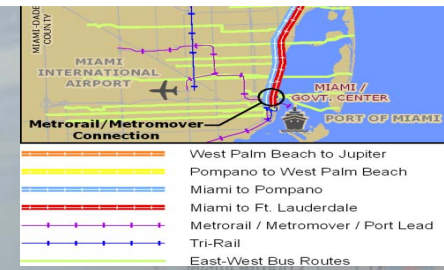 MIAMI-DADE
COUNTY
MIAMI
INTERNATIONAL
AIRPORT
MIAMI /
GOVT. CENTER
PORT OF MIAMI
Metrorail/Metromover
Connection
West Palm Beach to Jupiter
Pompano to West Palm Beach
Miami to Pompano
Miami to Ft. Lauderdale
Metrorail / Metromover / Port Lead
Tri-Rail
East-West Bus Routes